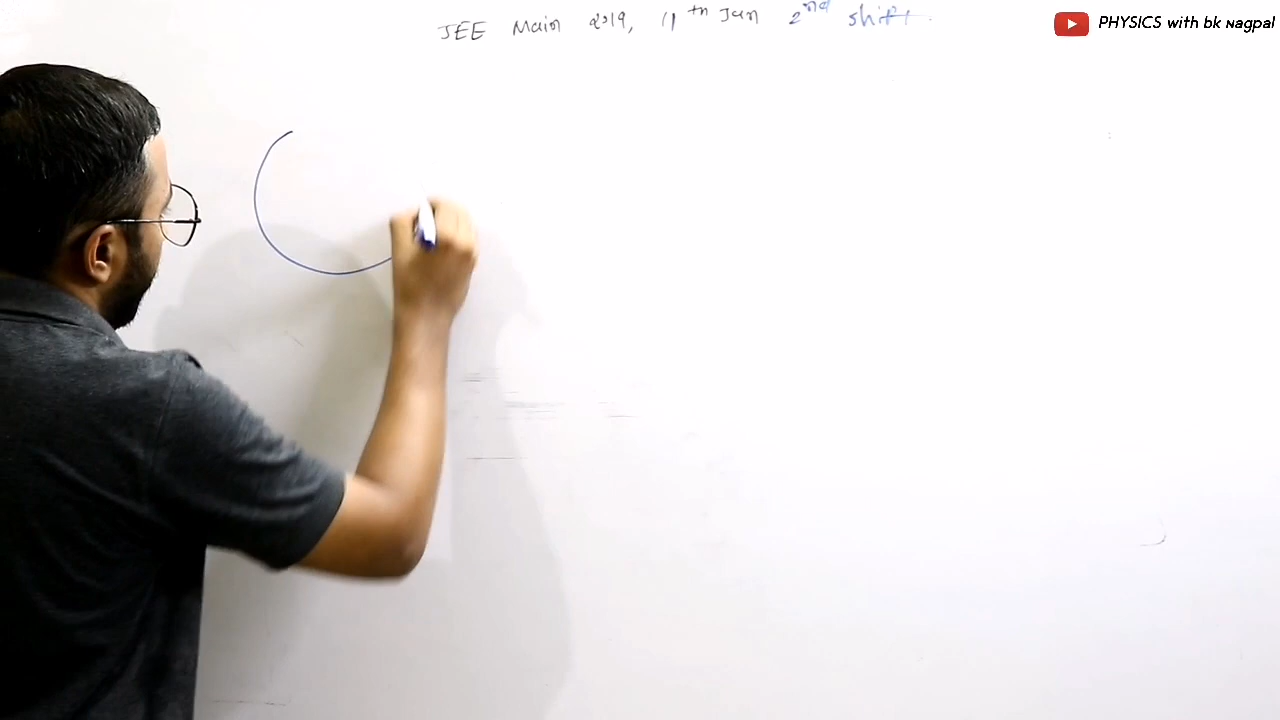 JEE Main 2019, 11th Jan 2nd shift.
PHYSICS with bk Nagpal